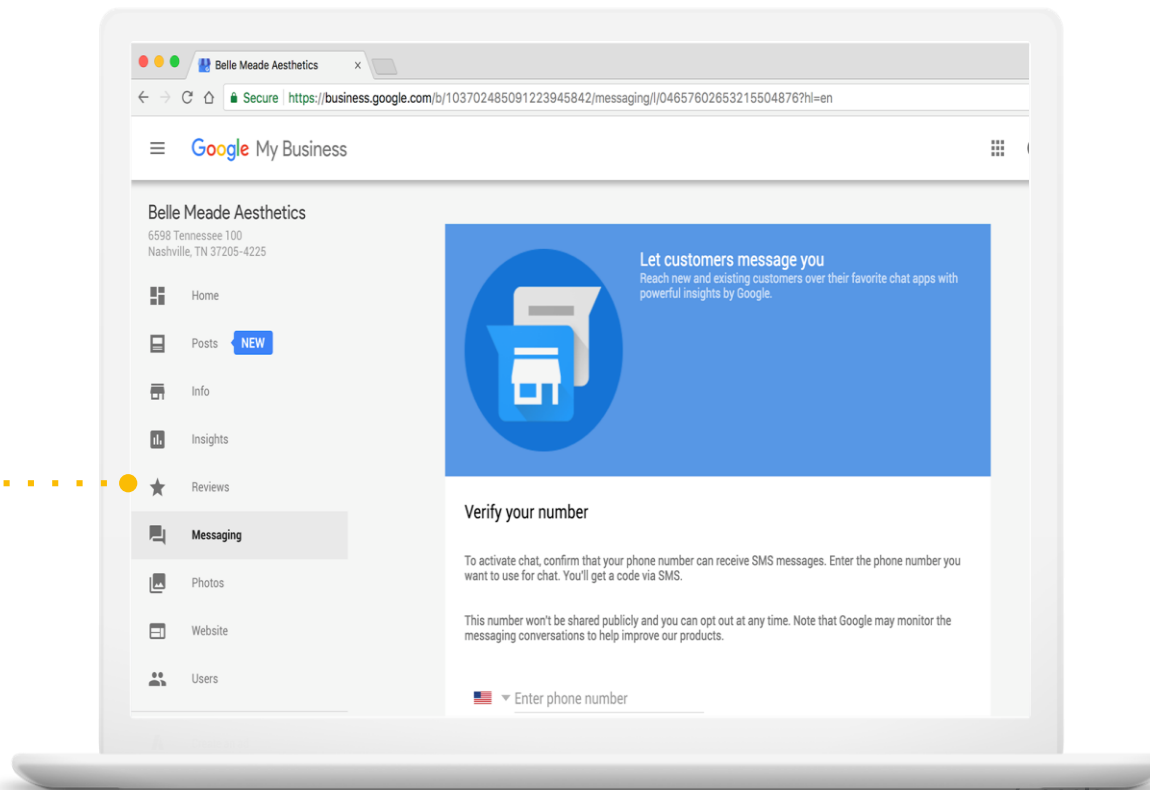 Belle Meade Aesthetics x
Secure https://business.google.com/b/103702485091223945842/messaging/l/04657602653215504876?hl=en
Google My Business
Belle Meade Aesthetics
6598 Tennessee 100
Nashville, TN 37205-4225
Home
Posts NEW
Info
Insights
Reviews
Messaging
Photos
Website
Users
Let customers message you
Reach new and existing customers over their favorite chat apps with
powerful insights by Google.
Verify your number
To activate chat, confirm that your phone number can receive SMS messages. Enter the phone number you
want to use for chat. You'll get a code via SMS.
This number won't be shared publicly and you can opt out at any time. Note that Google may monitor the
messaging conversations to help improve our products.
Enter phone number